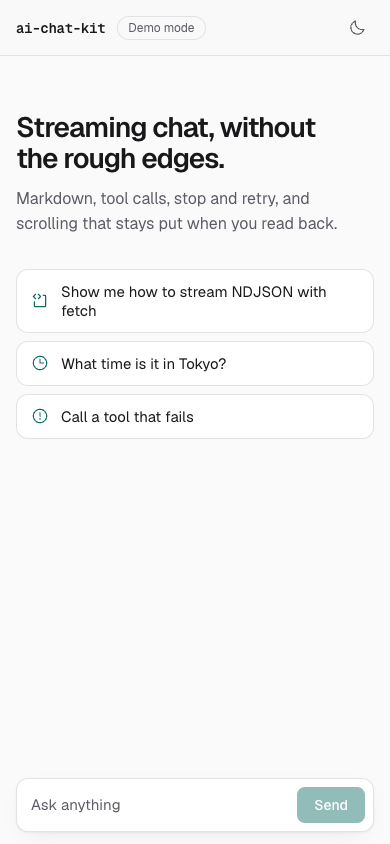 ai-chat-kit Demo mode
Streaming chat, without
the rough edges.
Markdown, tool calls, stop and retry, and
scrolling that stays put when you read back.
Show me how to stream NDJSON with
fetch
What time is it in Tokyo?
Call a tool that fails
Ask anything Send